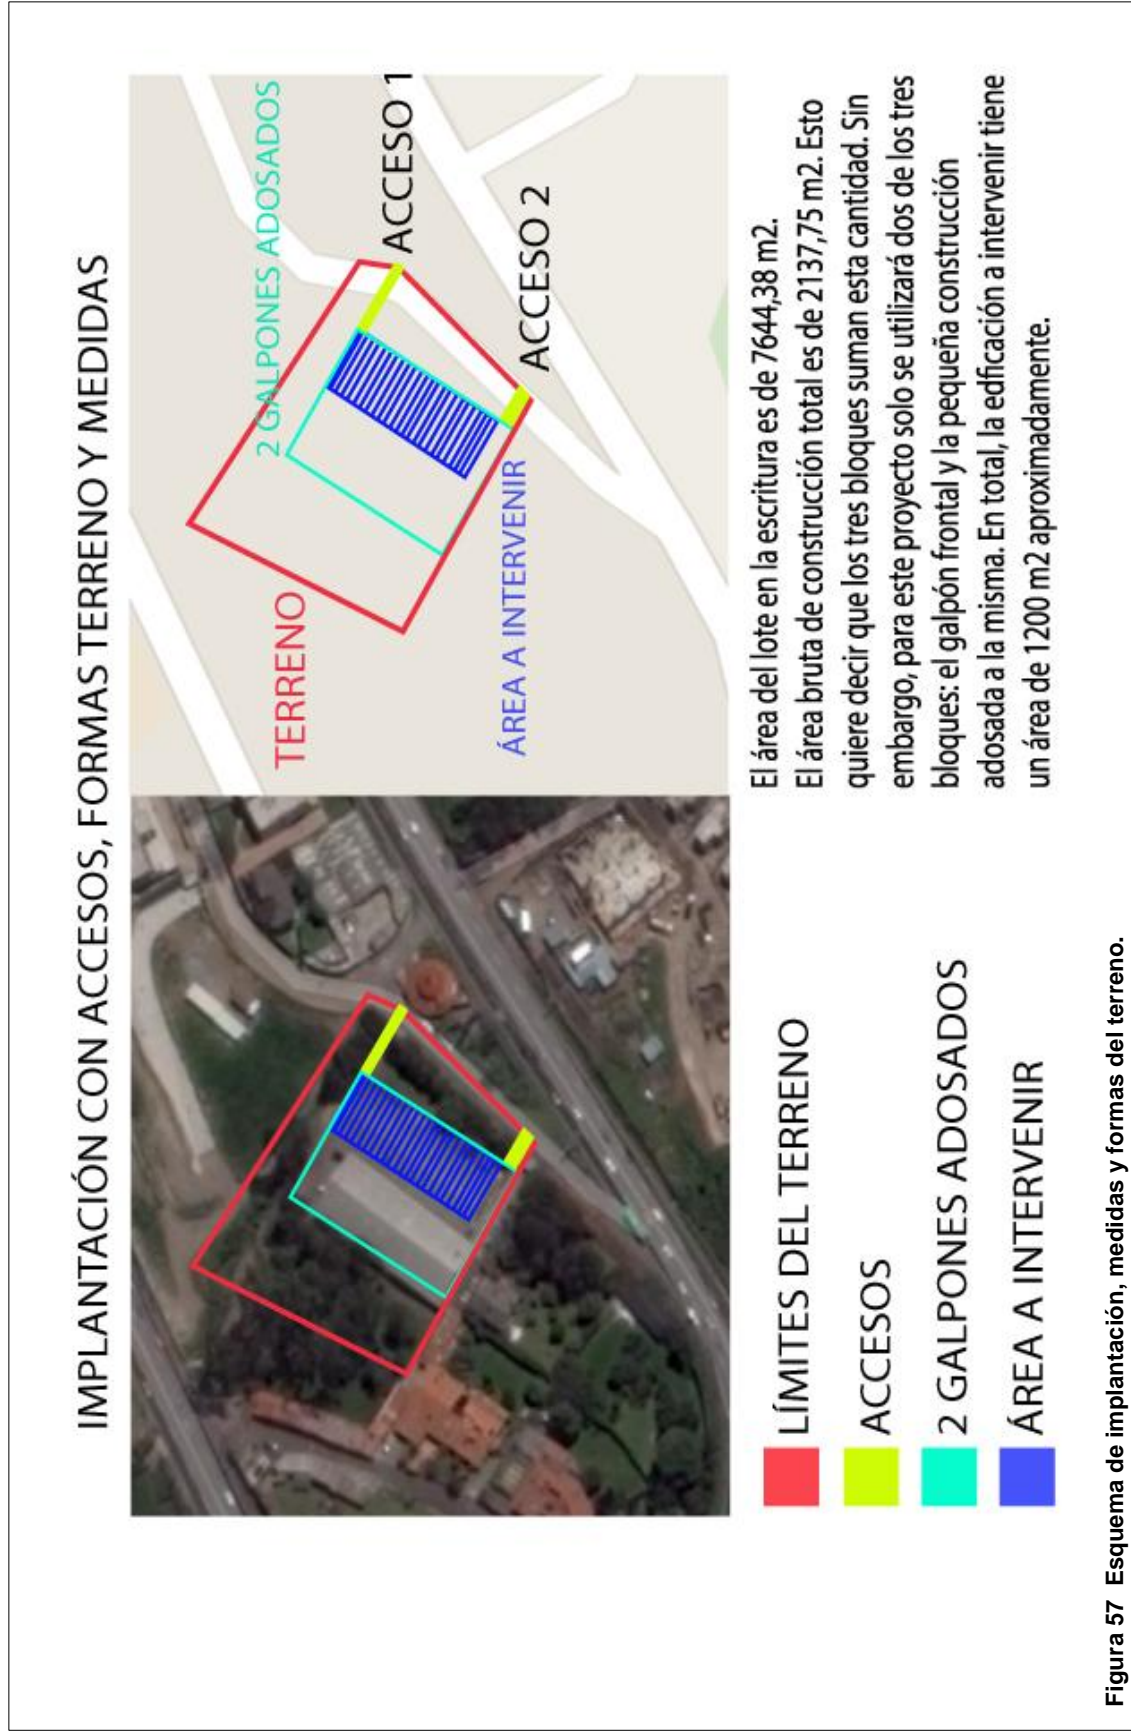 IMPLANTACIÓN CON ACCESOS, FORMAS TERRENO Y MEDIDAS
2 GALPONES ADOSADOS
TERRENO
ACCESO 1
ACCESO 2
ÁREA A INTERVENIR
LÍMITES DEL TERRENO
ACCESOS
2 GALPONES ADOSADOS
ÁREA A INTERVENIR
El área del lote en la escritura es de 7644,38 m2.
El área bruta de construcción total es de 2137,75 m2. Esto
quiere decir que los tres bloques suman esta cantidad. Sin
embargo, para este proyecto solo se utilizará dos de los tres
bloques: el galpón frontal y la pequeña construcción
adosada a la misma. En total, la edficación a intervenir tiene
un área de 1200 m2 aproximadamente.
Figura 57 Esquema de implantación, medidas y formas del terreno.